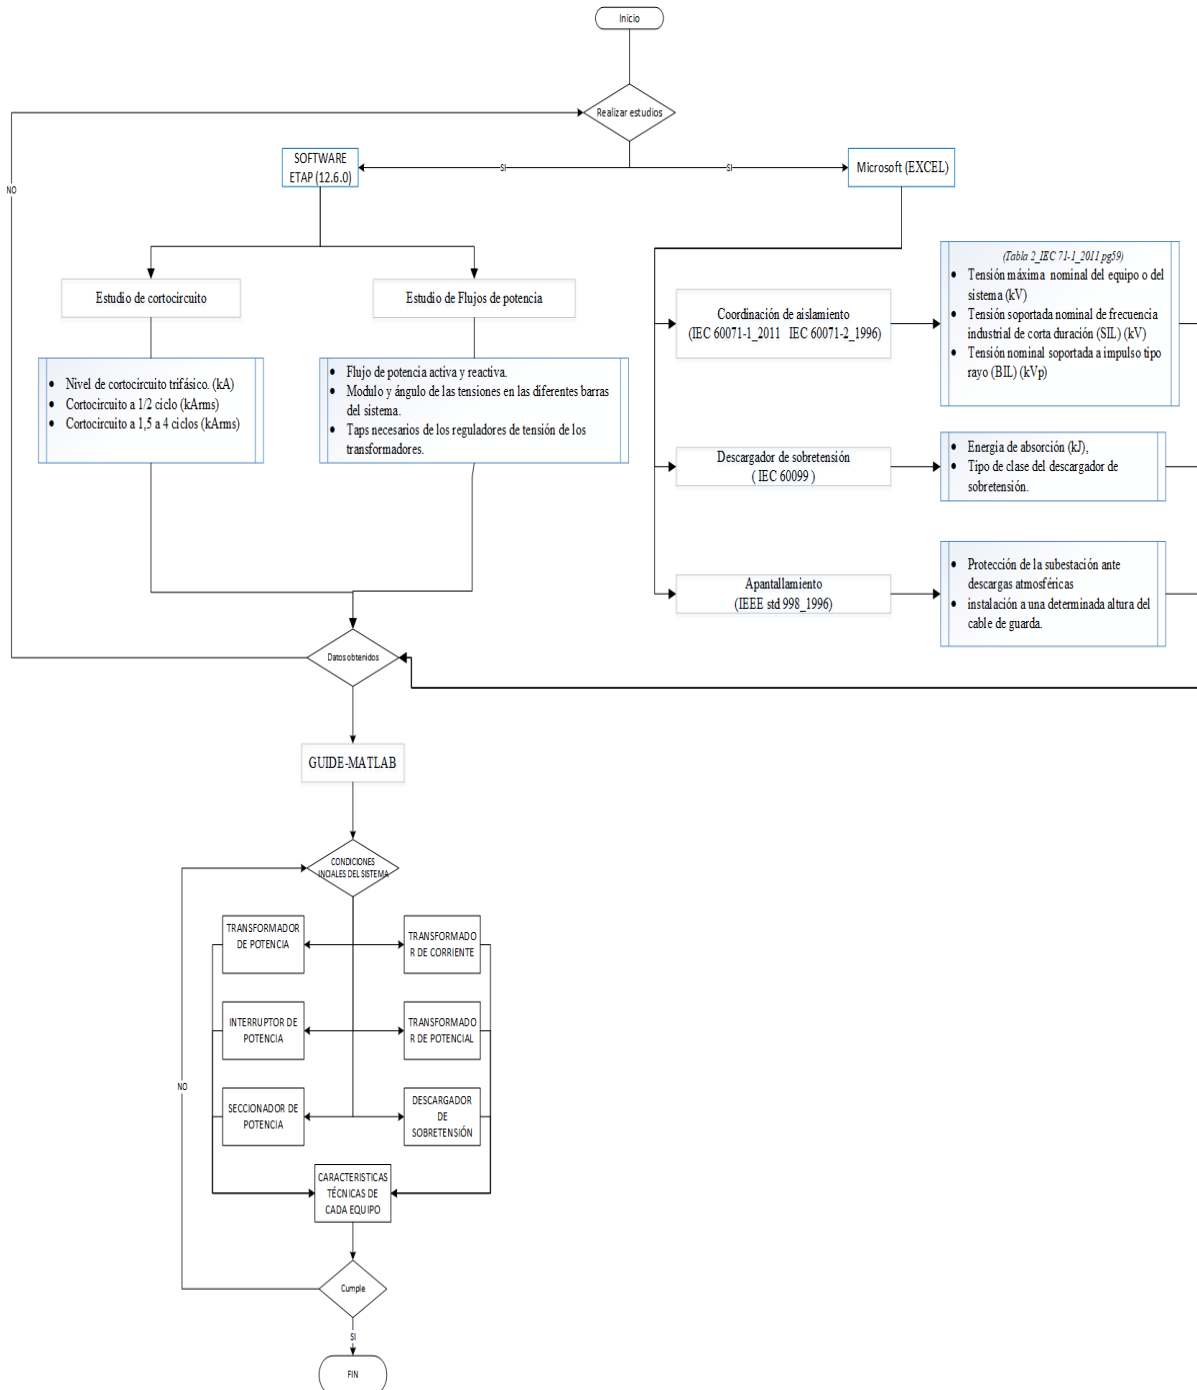 Inicio
Realizar estudios
SI
SI
NO
SOFTWARE
ETAP (12.6.0)
Microsoft (EXCEL)
Estudio de cortocircuito
Estudio de Flujos de potencia
• Nivel de cortocircuito trifásico. (kA)
• Cortocircuito a 1/2 ciclo (kArms)
• Cortocircuito a 1,5 a 4 ciclos (kArms)
• Flujo de potencia activa y reactiva.
• Modulo y ángulo de las tensiones en las diferentes barras
del sistema.
• Taps necesarios de los reguladores de tensión de los
transformadores.
Coordinación de aislamiento
(IEC 60071-1_2011 IEC 60071-2_1996)
(Tabla 2_IEC 71-1_2011 pg59)
• Tensión máxima nominal del equipo o del
sistema (kV)
• Tensión soportada nominal de frecuencia
industrial de corta duración (SIL) (kV)
• Tensión nominal soportada a impulso tipo
rayo (BIL) (kVp)
Descargador de sobretensión
( IEC 60099 )
• Energia de absorción (kJ),
• Tipo de clase del descargador de
sobretensión.
Apantallamiento
(IEEE std 998_1996)
• Protección de la subestación ante
descargas atmosféricas
• instalación a una determinada altura del
cable de guarda.
Datos obtenidos
GUIDE-MATLAB
CONDICIONES
INCIALES DEL SISTEMA
TRANSFORMADOR
DE POTENCIA
TRANSFORMADO
R DE CORRIENTE
INTERRUPTOR DE
POTENCIA
TRANSFORMADO
R DE POTENCIAL
NO
SECCIONADOR DE
POTENCIA
DESCARGADOR
DE
SOBRETENSIÓN
CARACTERISTICAS
TÉCNICAS DE
CADA EQUIPO
Cumple
SI
FIN